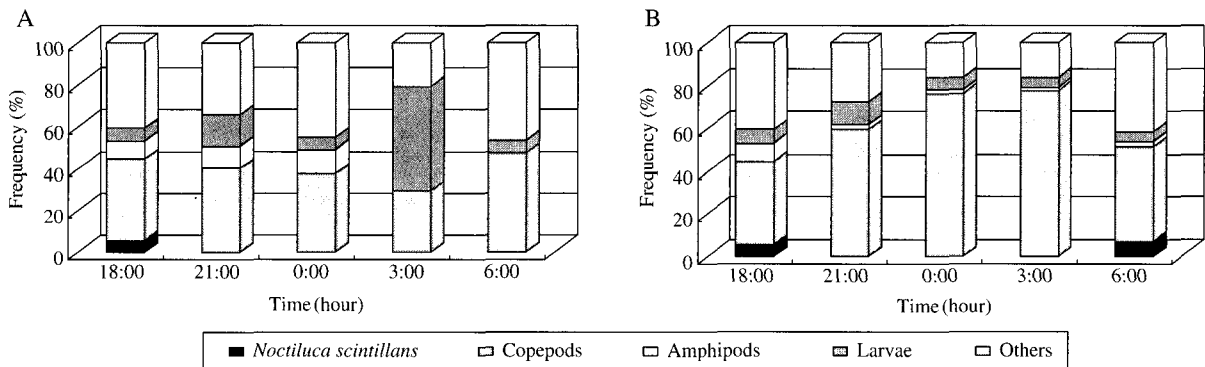 A
100
80
60
40
20
0
Frequency (%)
18:00 21:00 0:00 3:00 6:00
Time (hour)
B
100
80
60
40
20
0
Frequency (%)
18:00 21:00 0:00 3:00 6:00
Time (hour)
Noctiluca scintillans Copepods Amphipods Larvae Others